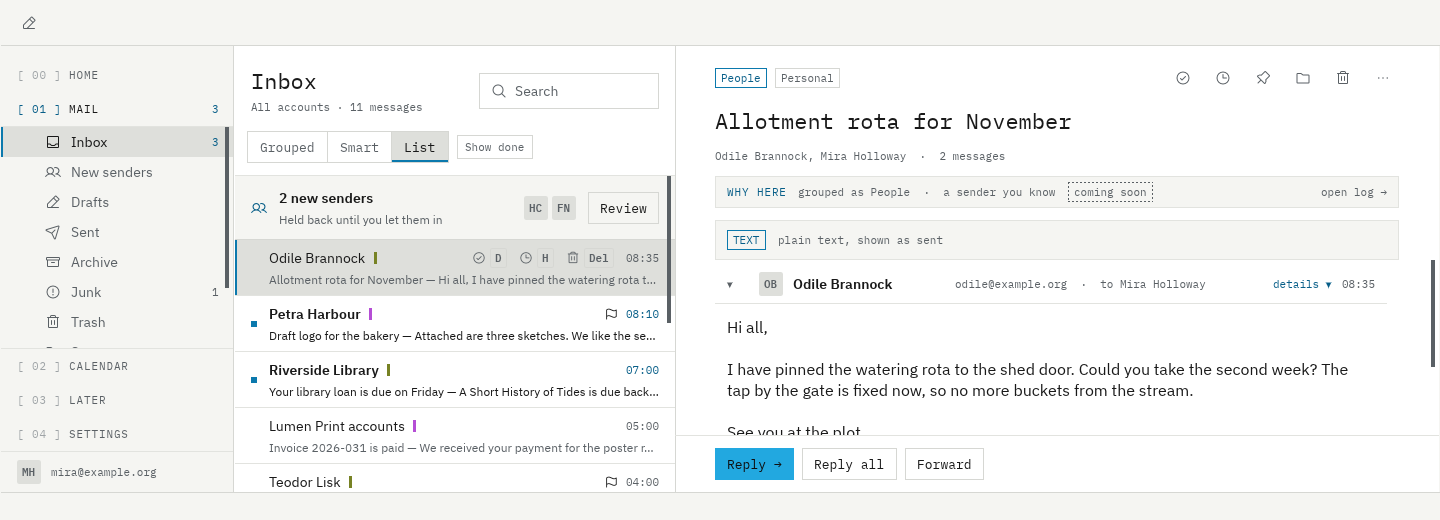 [ 00 ] HOME
[ 01 ] MAIL 3
Inbox 3
New senders
Drafts
Sent
Archive
Junk 1
Trash
[ 02 ] CALENDAR
[ 03 ] LATER
[ 04 ] SETTINGS
MH mira@example.org
Inbox
All accounts · 11 messages
Search
Grouped Smart List Show done
2 new senders
Held back until you let them in
HC FN Review
Odile Brannock D H Del 08:35
Allotment rota for November — Hi all, I have pinned the watering rota t...
Petra Harbour 08:10
Draft logo for the bakery — Attached are three sketches. We like the se...
Riverside Library 07:00
Your library loan is due on Friday — A Short History of Tides is due back...
Lumen Print accounts 05:00
Invoice 2026-031 is paid — We received your payment for the poster r...
Teodor Lisk 04:00
People Personal
Allotment rota for November
Odile Brannock, Mira Holloway · 2 messages
WHY HERE grouped as People · a sender you know coming soon open log →
TEXT plain text, shown as sent
▼ OB Odile Brannock odile@example.org · to Mira Holloway details ▼ 08:35
Hi all,
I have pinned the watering rota to the shed door. Could you take the second week? The
tap by the gate is fixed now, so no more buckets from the stream.
See you at the plot
Reply → Reply all Forward